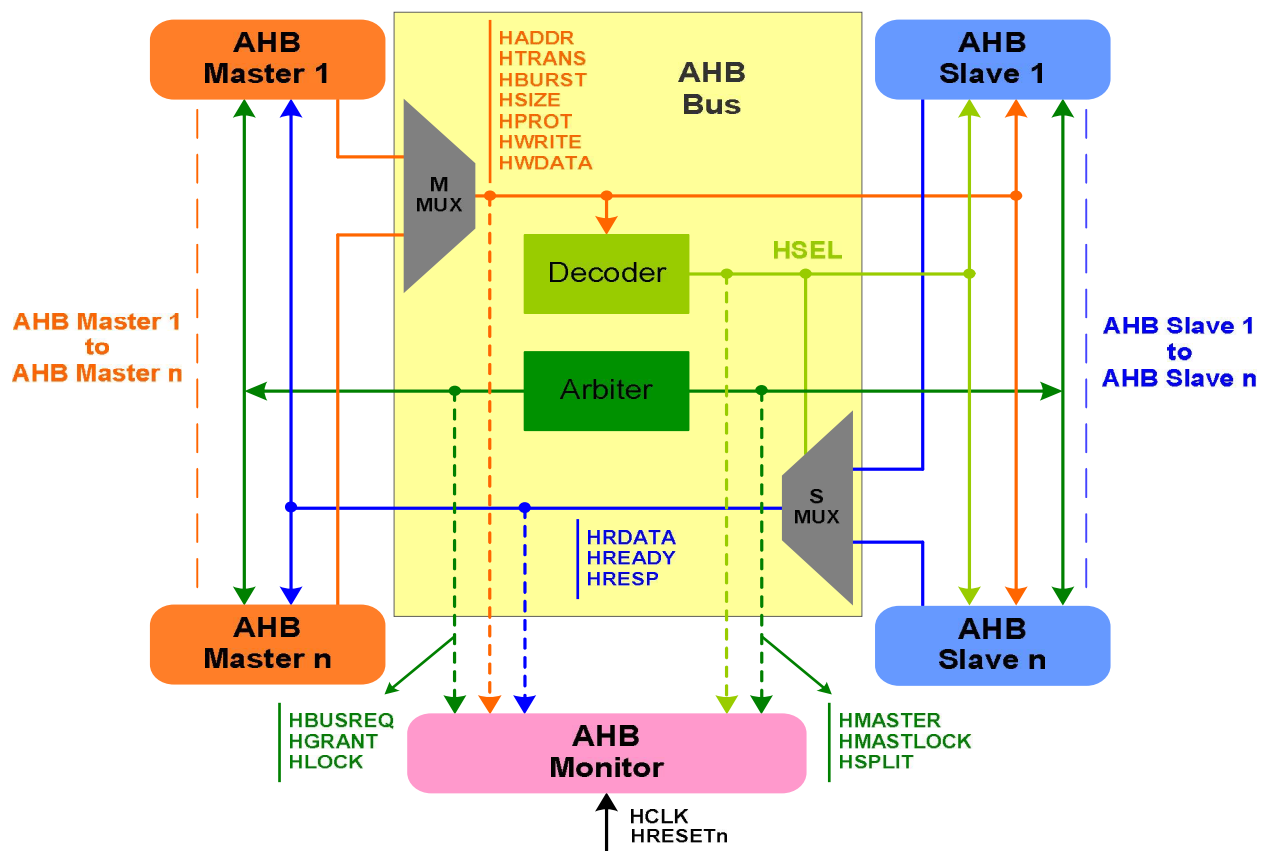 AHB
Master 1
HADDR
HTRANS
HBURST
HSIZE
HPROT
HWRITE
HWDATA
AHB
Bus
AHB
Slave 1
M
MUX
Decoder
HSEL
AHB Master 1
to
AHB Master n
Arbiter
AHB Slave 1
to
AHB Slave n
S
MUX
HRDATA
HREADY
HRESP
AHB
Master n
AHB
Slave n
HBUSREQ
HGRANT
HLOCK
AHB
Monitor
HMASTER
HMASTLOCK
HSPLIT
HCLK
HRESETn